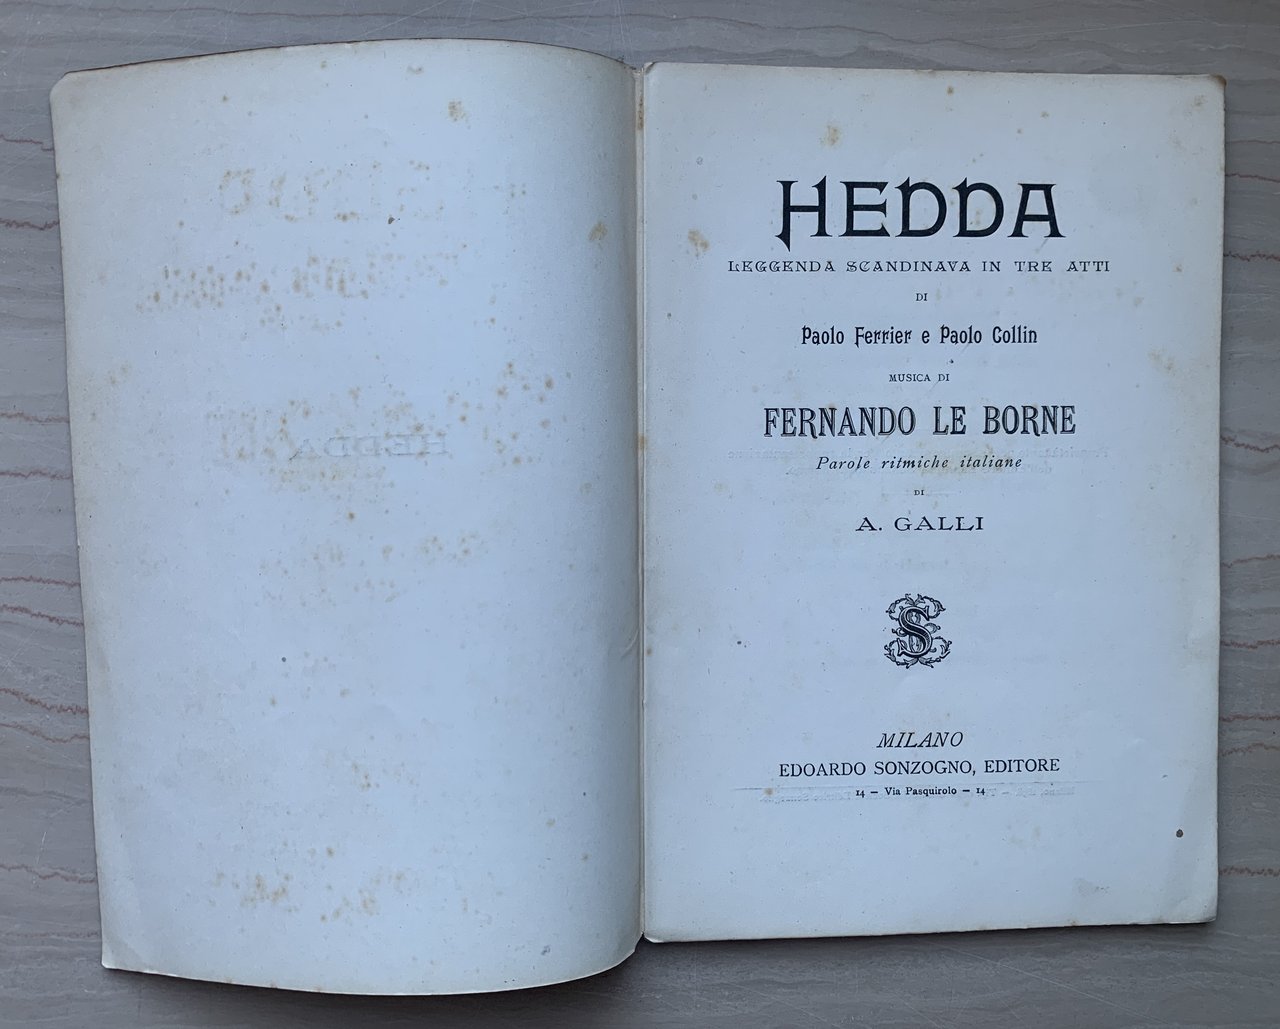 HEDDA
HEDDA
LEGGENDA SCANDINAVA IN TRE ATTI
DI
Paolo Ferrier e Paolo Collin
MUSICA DI
FERNANDO LE BORNE
Parole ritmiche italiane
DI
A. GALLI
S
MILANO
EDOARDO SONZOGNO, EDITORE
14 — Via Pasquirolo — 14